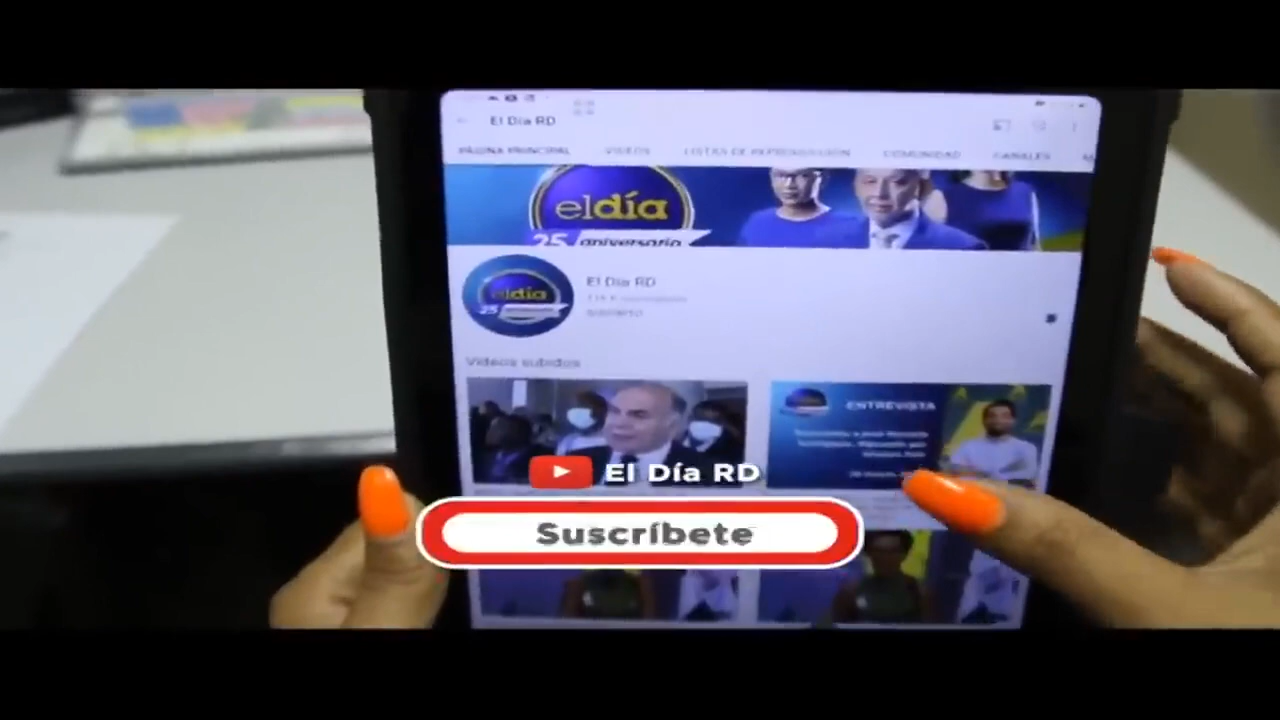 El Día RD
PÁGINA PRINCIPAL VIDEOS LISTAS DE REPRODUCCIÓN COMUNIDAD CANALES
eldía
25 aniversario
eldía
25
El Día RD
Videos subidos
ENTREVISTA
El Día RD
Suscríbete